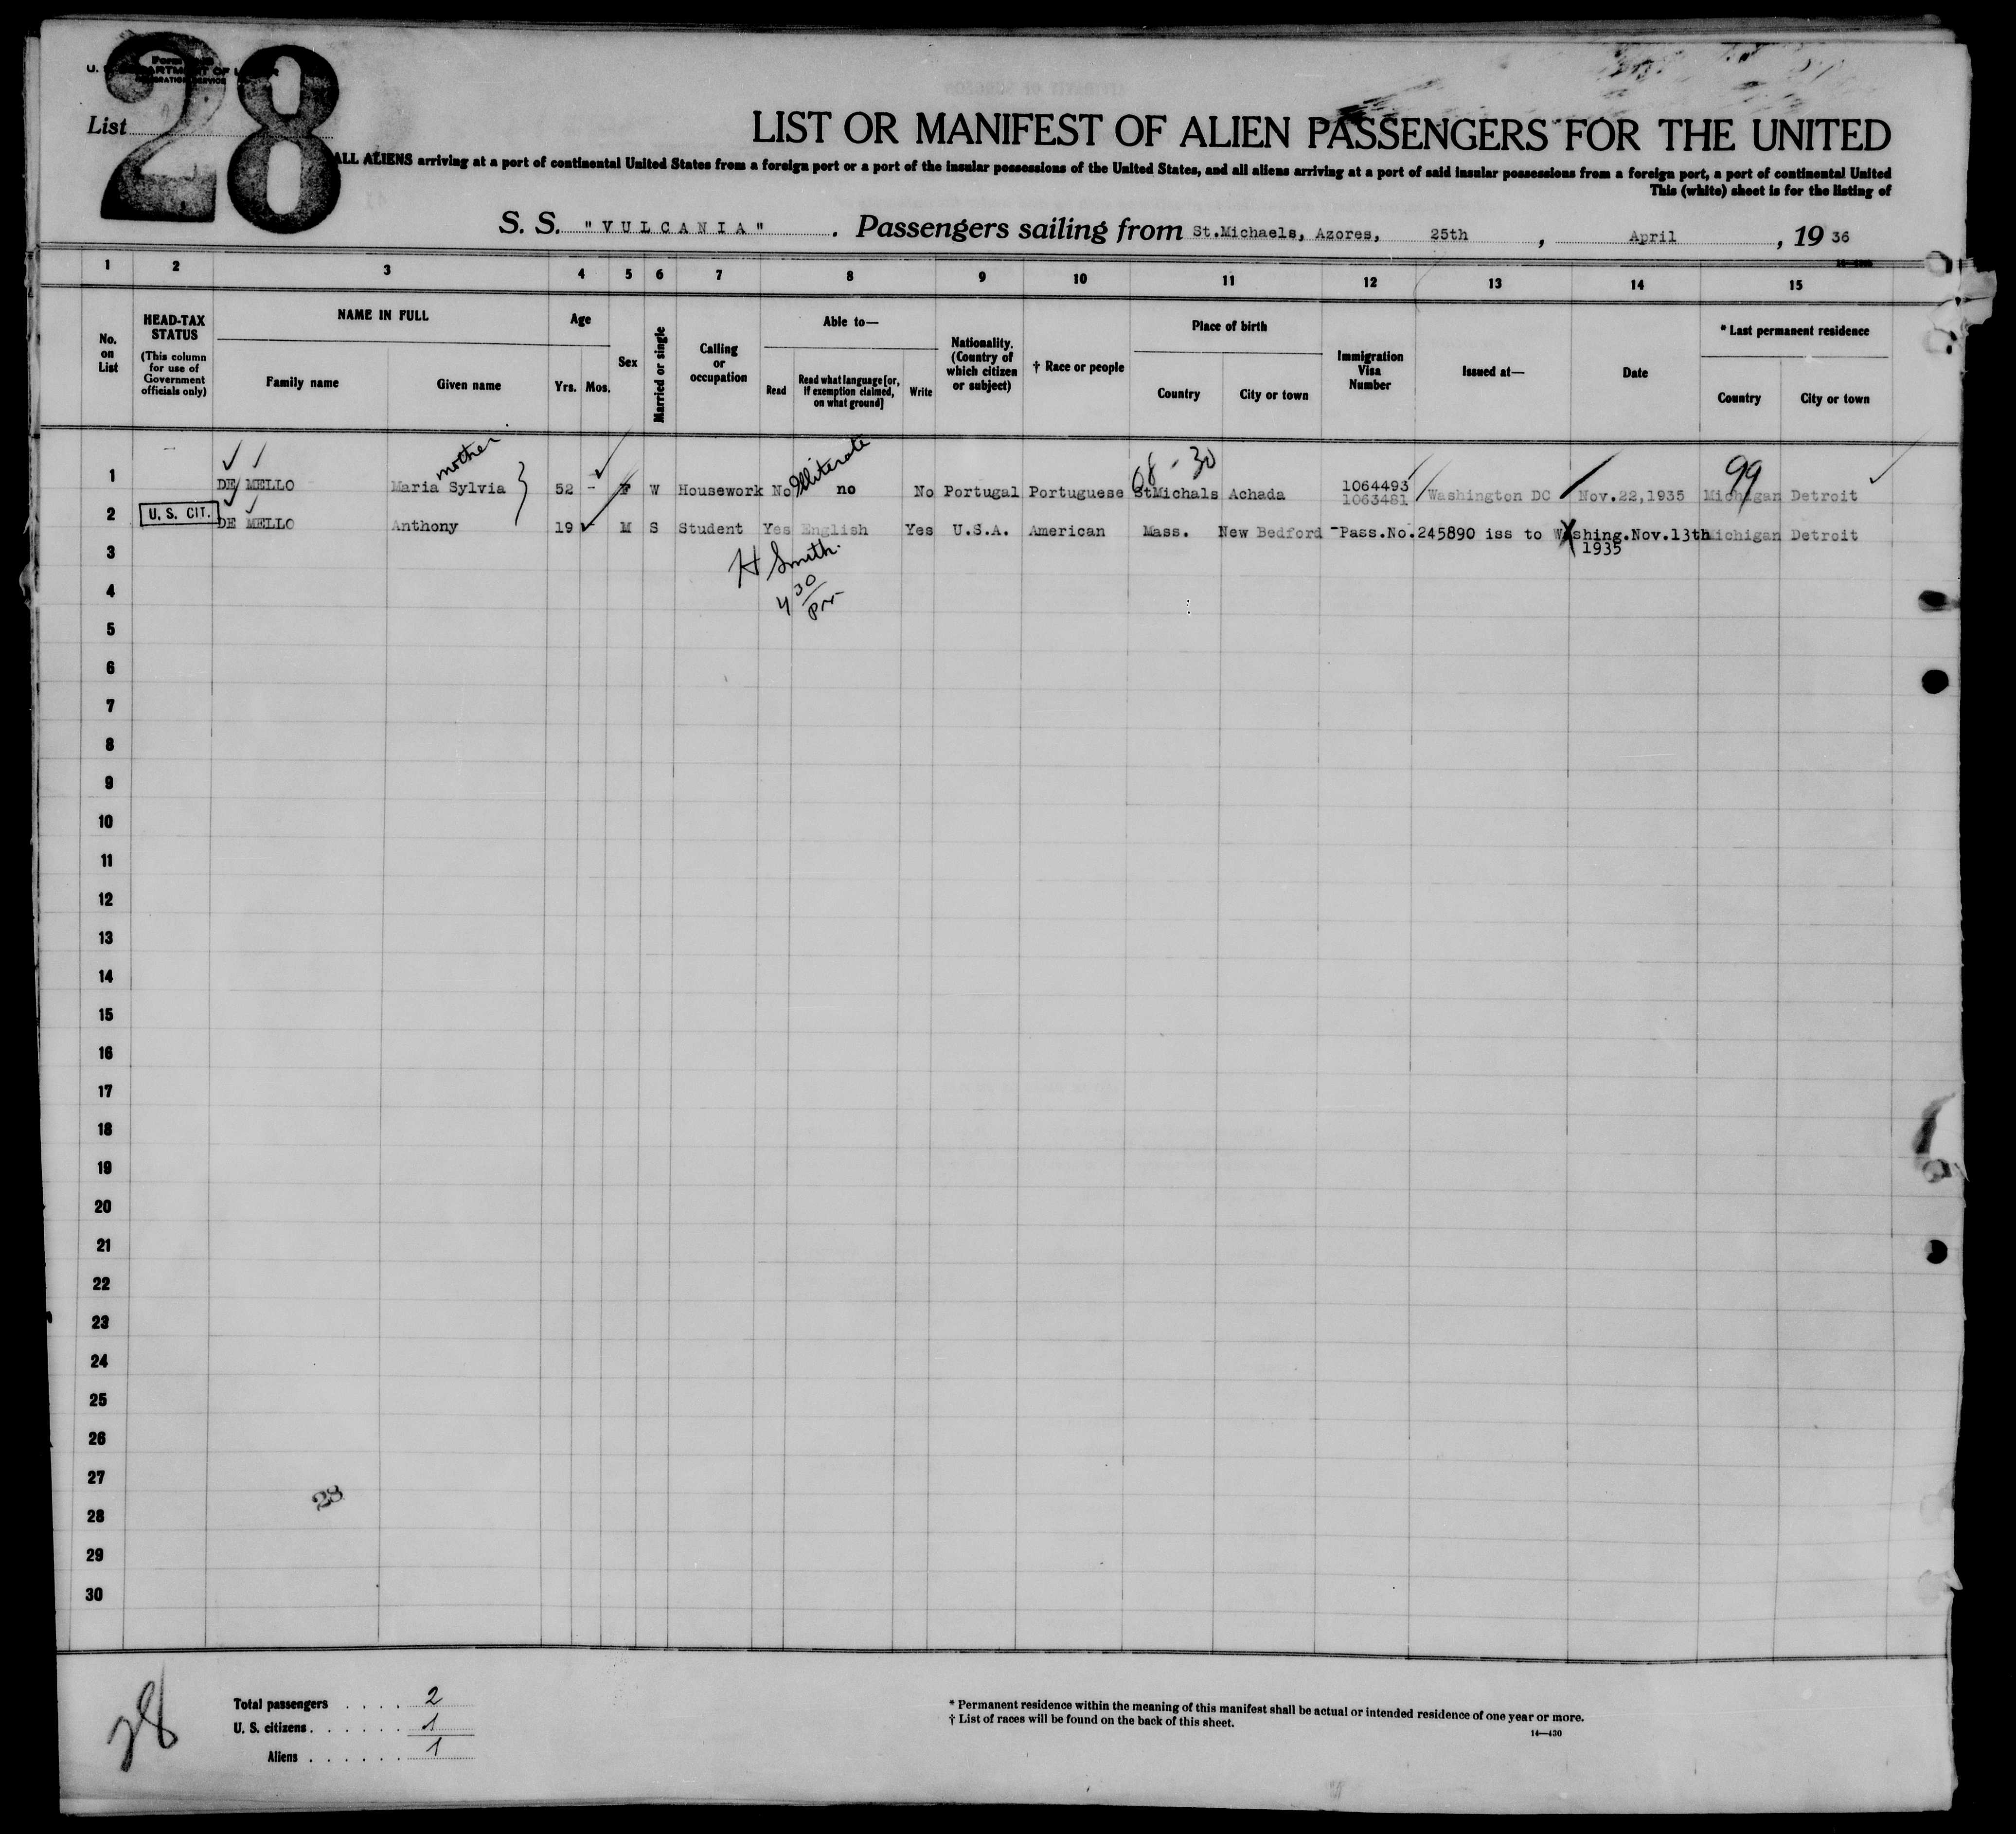 28
List
LIST OR MANIFEST OF ALIEN PASSENGERS FOR THE UNITED
ALL ALIENS arriving at a port of continental United States from a foreign port or a port of the insular possessions of the United States, and all aliens arriving at a port of said insular possessions from a foreign port, a port of continental United
This (white) sheet is for the listing of
S. S. "VULCANIA". Passengers sailing from St.Michaels, Azores, 25th, April, 1936
1 2 3 4 5 6 7 8 9 10 11 12 13 14 15
No. on List
HEAD-TAX STATUS (This column for use of Government officials only)
NAME IN FULL
Family name Given name
Age
Yrs. Mos.
Sex
Married or single
Calling or occupation
Able to—
Read Read what language [or, if exemption claimed, on what ground] Write
Nationality. (Country of which citizen or subject)
† Race or people
Place of birth
Country City or town
Immigration Visa Number
Issued at—
Date
* Last permanent residence
Country City or town
mother Illiterate 08 - 30 99
1 DE MELLO Maria Sylvia 52 - F W Housework No no No Portugal Portuguese StMichals Achada 1064493 1063481 Washington DC Nov.22,1935 Michigan Detroit
2 U. S. CIT. DE MELLO Anthony 19 - M S Student Yes English Yes U.S.A. American Mass. New Bedford -Pass.No.245890 iss to Washing.Nov.13th 1935 Michigan Detroit
3
H Smith.
4 30
pm
4
5
6
7
8
9
10
11
12
13
14
15
16
17
18
19
20
21
22
23
24
25
26
27
28
28
29
30
28
Total passengers . . . . 2
U. S. citizens . . . . . . 1
Aliens . . . . . . 1
* Permanent residence within the meaning of this manifest shall be actual or intended residence of one year or more.
† List of races will be found on the back of this sheet.
14—430